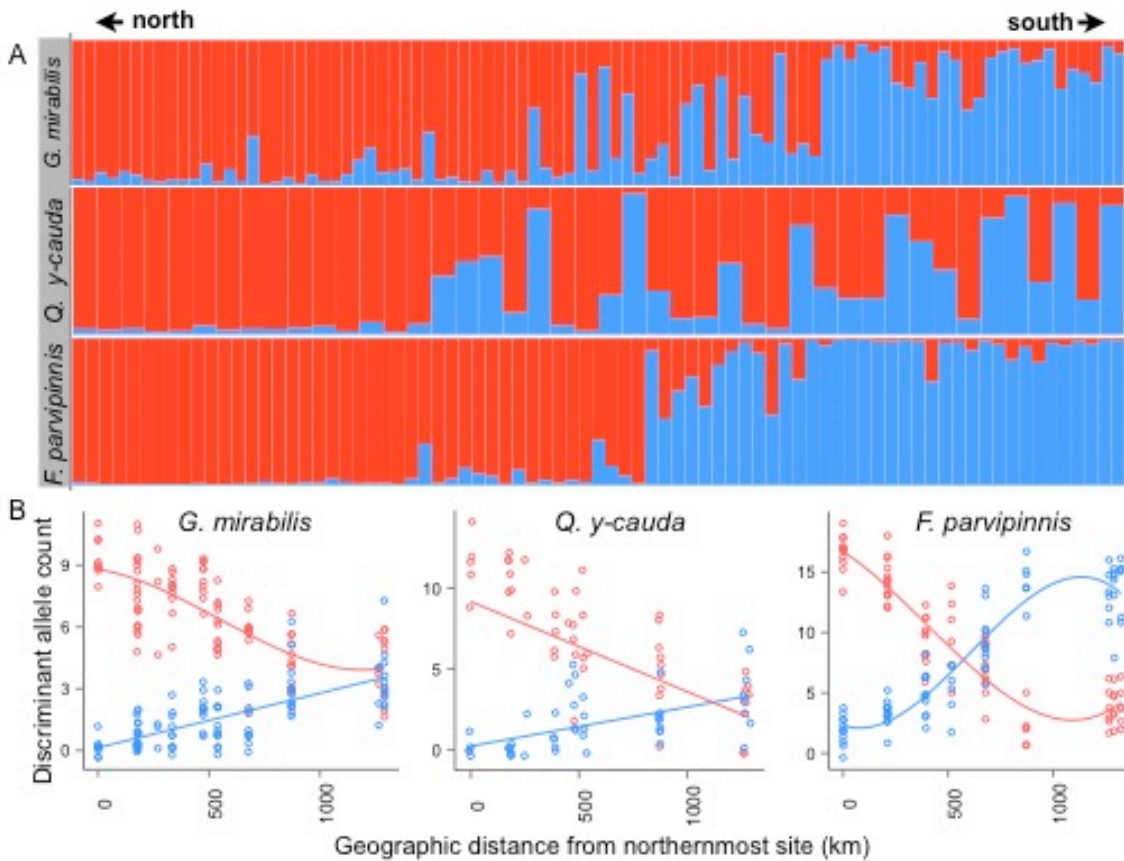 ← north south →
A
G. mirabilis
Q. y-cauda
F. parvipinnis
B
G. mirabilis Q. y-cauda F. parvipinnis
Discriminant allele count
9
6
3
0
10
5
0
15
10
5
0
0 500 1000 0 500 1000 0 500 1000
Geographic distance from northernmost site (km)